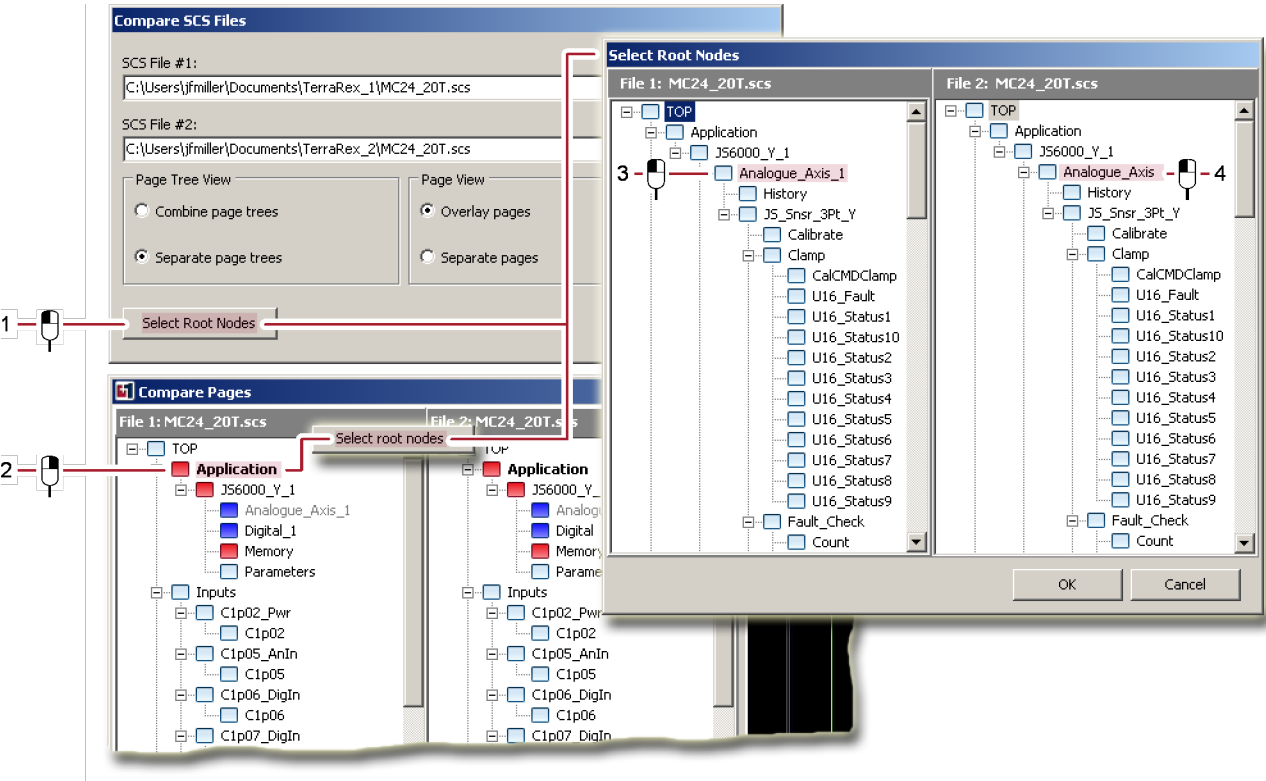 Compare SCS Files
SCS File #1:
C:\Users\jfmiller\Documents\TerraRex_1\MC24_20T.scs
SCS File #2:
C:\Users\jfmiller\Documents\TerraRex_2\MC24_20T.scs
Page Tree View
Combine page trees
Separate page trees
Page View
Overlay pages
Separate pages
1
Select Root Nodes
Compare Pages
File 1: MC24_20T.scs
TOP
2
Application
JS6000_Y_1
Analogue_Axis_1
Digital_1
Memory
Parameters
Inputs
C1p02_Pwr
C1p02
C1p05_AnIn
C1p05
C1p06_DigIn
C1p06
C1p07_DigIn
Select root nodes
File 2: MC24_20T.scs
TOP
Application
JS6000_Y_
Analog
Digital
Memory
Parame
Inputs
C1p02_Pwr
C1p02
C1p05_AnIn
C1p05
C1p06_DigIn
C1p06
C1p07_DigIn
Select Root Nodes
File 1: MC24_20T.scs
TOP
Application
JS6000_Y_1
3
Analogue_Axis_1
History
JS_Snsr_3Pt_Y
Calibrate
Clamp
CalCMDClamp
U16_Fault
U16_Status1
U16_Status10
U16_Status2
U16_Status3
U16_Status4
U16_Status5
U16_Status6
U16_Status7
U16_Status8
U16_Status9
Fault_Check
Count
File 2: MC24_20T.scs
TOP
Application
JS6000_Y_1
Analogue_Axis
4
History
JS_Snsr_3Pt_Y
Calibrate
Clamp
CalCMDClamp
U16_Fault
U16_Status1
U16_Status10
U16_Status2
U16_Status3
U16_Status4
U16_Status5
U16_Status6
U16_Status7
U16_Status8
U16_Status9
Fault_Check
Count
OK
Cancel